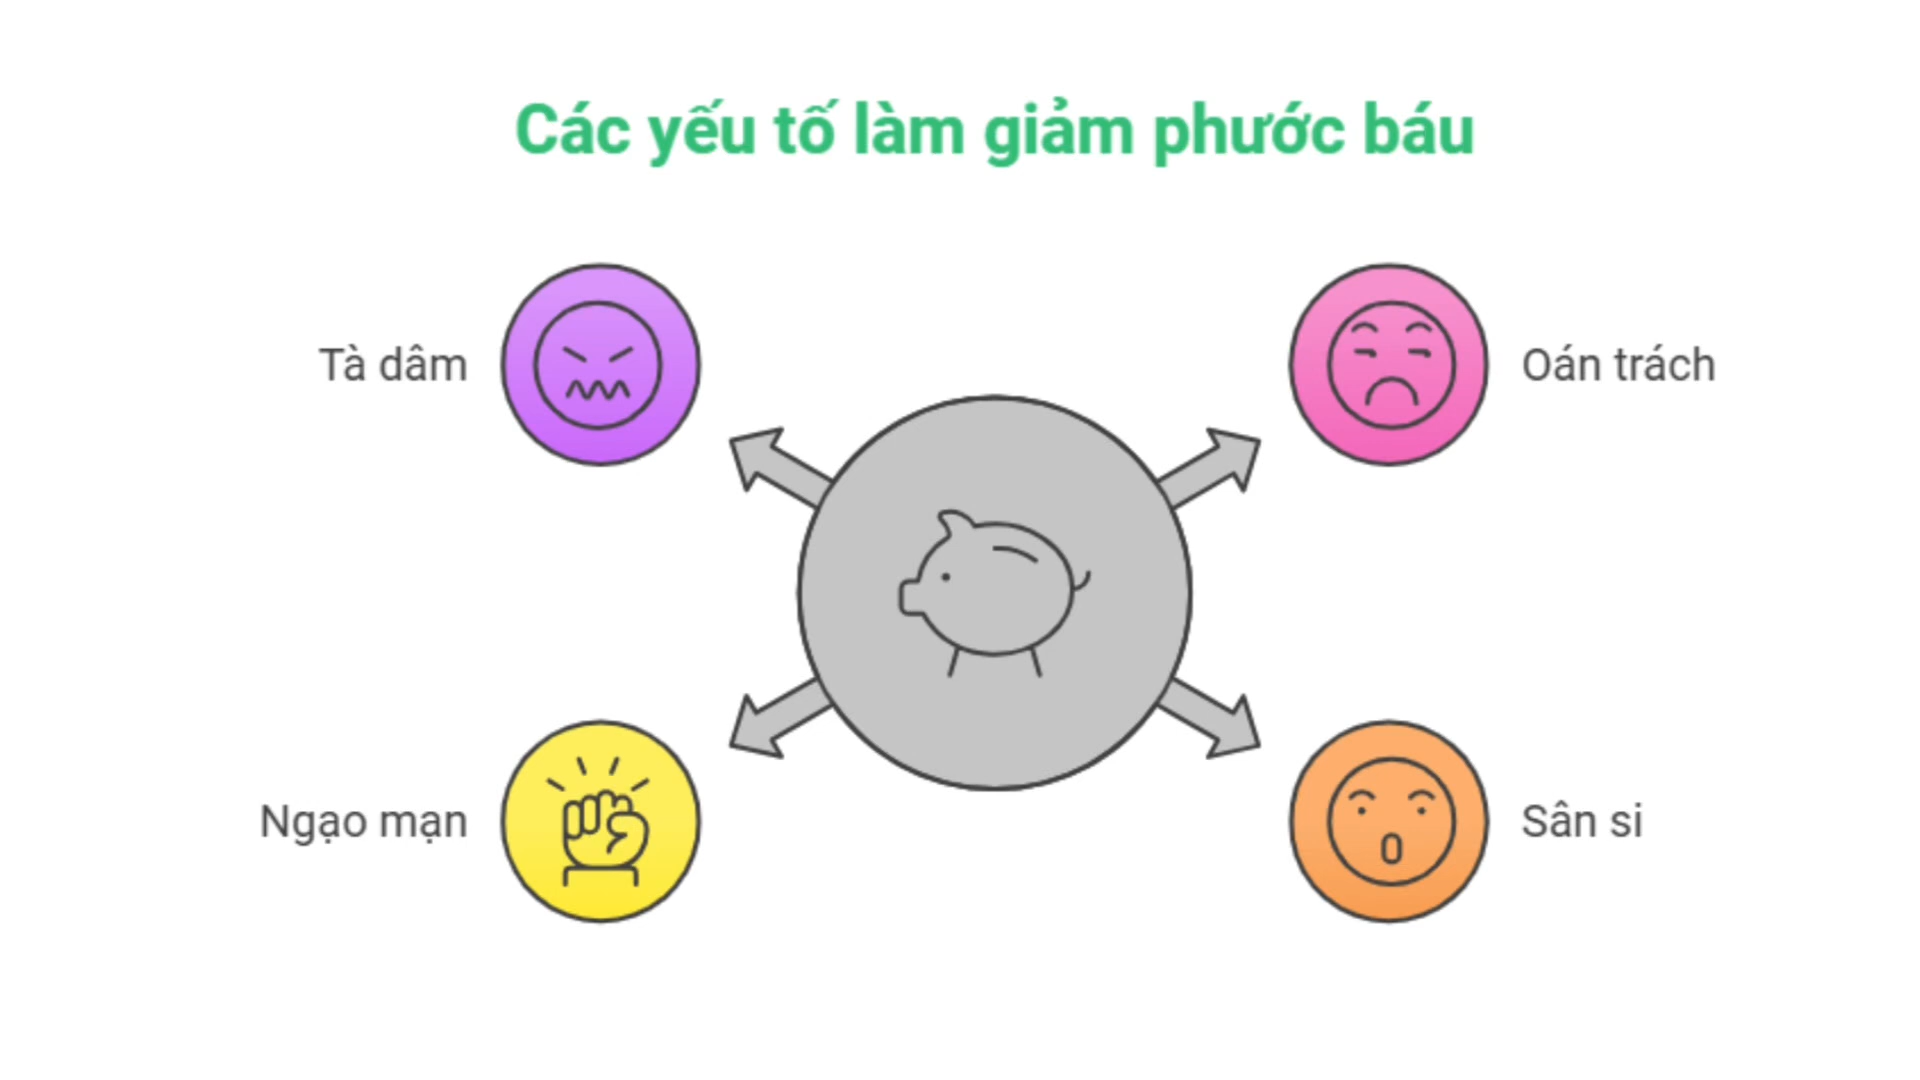 Các yếu tố làm giảm phước báu
Tà dâm
Oán trách
Ngạo mạn
Sân si